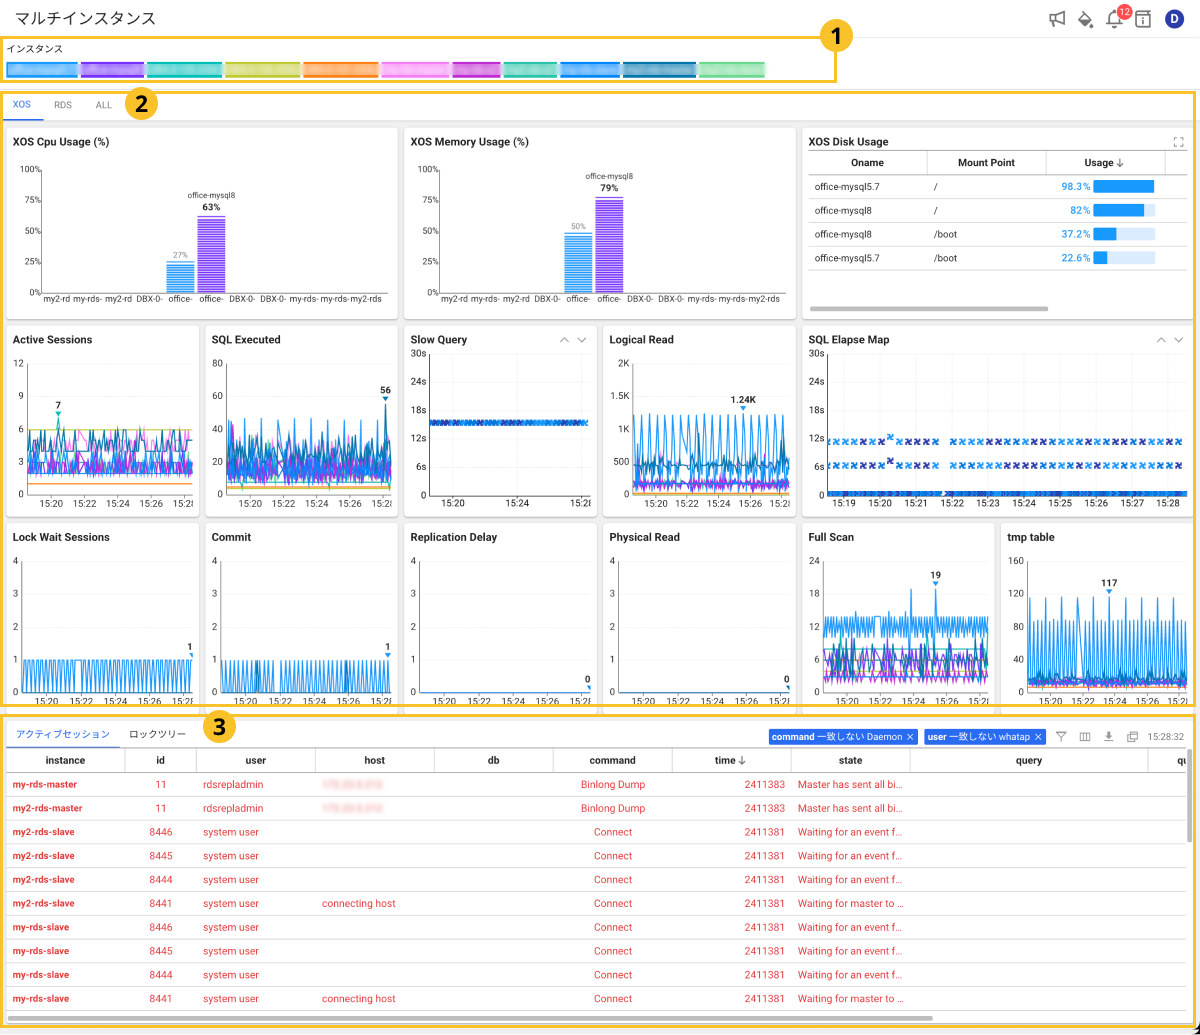 マルチインスタンス
12
D
インスタンス
1
XOS RDS ALL
2
XOS Cpu Usage (%)
100%
75%
50%
25%
0%
27%
office-mysql8
63%
my2-rd my-rds- my2-rd DBX-0- office- office- DBX-0- DBX-0- my-rds- my-rds- my2-rds
XOS Memory Usage (%)
100%
75%
50%
25%
0%
50%
office-mysql8
79%
my2-rd my-rds- my2-rd DBX-0- office- office- DBX-0- DBX-0- my-rds- my-rds- my2-rds
XOS Disk Usage
Oname Mount Point Usage
office-mysql5.7 / 98.3%
office-mysql8 / 82%
office-mysql8 /boot 37.2%
office-mysql5.7 /boot 22.6%
Active Sessions
12
9
6
3
0
7
15:20 15:22 15:24 15:26 15:28
SQL Executed
80
60
40
20
0
56
15:20 15:22 15:24 15:26 15:28
Slow Query
30s
24s
18s
12s
6s
0
15:20 15:24 15:28
Logical Read
2K
1.5K
1K
500
0
1.24K
15:20 15:22 15:24 15:26 15:28
SQL Elapse Map
30s
24s
18s
12s
6s
0
15:19 15:20 15:21 15:22 15:23 15:24 15:25 15:26 15:27 15:28
Lock Wait Sessions
4
3
2
1
0
1
15:20 15:22 15:24 15:26 15:28
Commit
4
3
2
1
0
1
15:20 15:22 15:24 15:26 15:28
Replication Delay
4
3
2
1
0
0
15:20 15:22 15:24 15:26 15:28
Physical Read
4
3
2
1
0
0
15:20 15:22 15:24 15:26 15:28
Full Scan
24
18
12
6
0
19
15:20 15:22 15:24 15:26 15:28
tmp table
160
120
80
40
0
117
15:20 15:22 15:24 15:26 15:28
アクティブセッション ロックツリー
3
command 一致しない Daemon × user 一致しない whatap × 15:28:32
instance id user host db command time state query qu
my-rds-master 11 rdsrepladmin Binlong Dump 2411383 Master has sent all bi...
my2-rds-master 11 rdsrepladmin Binlong Dump 2411383 Master has sent all bi...
my2-rds-slave 8446 system user Connect 2411381 Waiting for an event f...
my2-rds-slave 8445 system user Connect 2411381 Waiting for an event f...
my2-rds-slave 8444 system user Connect 2411381 Waiting for an event f...
my2-rds-slave 8441 system user connecting host Connect 2411381 Waiting for master to ...
my-rds-slave 8446 system user Connect 2411381 Waiting for an event f...
my-rds-slave 8445 system user Connect 2411381 Waiting for an event f...
my-rds-slave 8444 system user Connect 2411381 Waiting for an event f...
my-rds-slave 8441 system user connecting host Connect 2411381 Waiting for master to ...